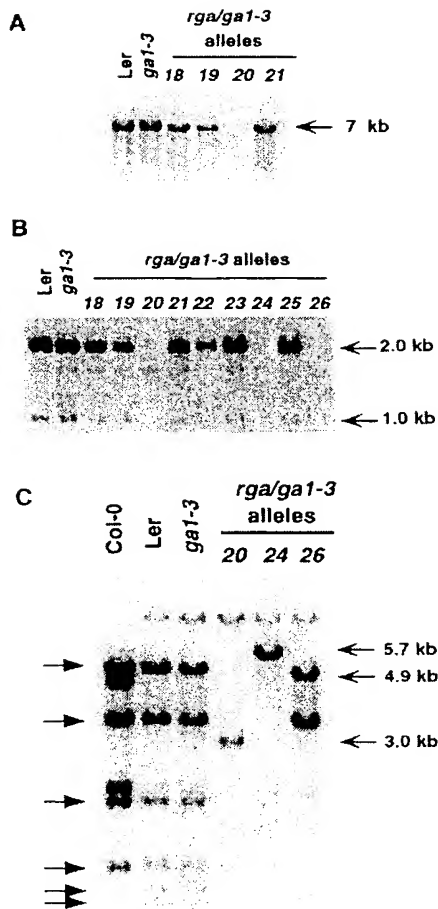 A
rga/ga1-3
alleles
Ler
ga1-3
18 19 20 21
7 kb
B
rga/ga1-3 alleles
Ler
ga1-3
18 19 20 21 22 23 24 25 26
2.0 kb
1.0 kb
C
rga/ga1-3
alleles
Col-0
Ler
ga1-3
20 24 26
5.7 kb
4.9 kb
3.0 kb